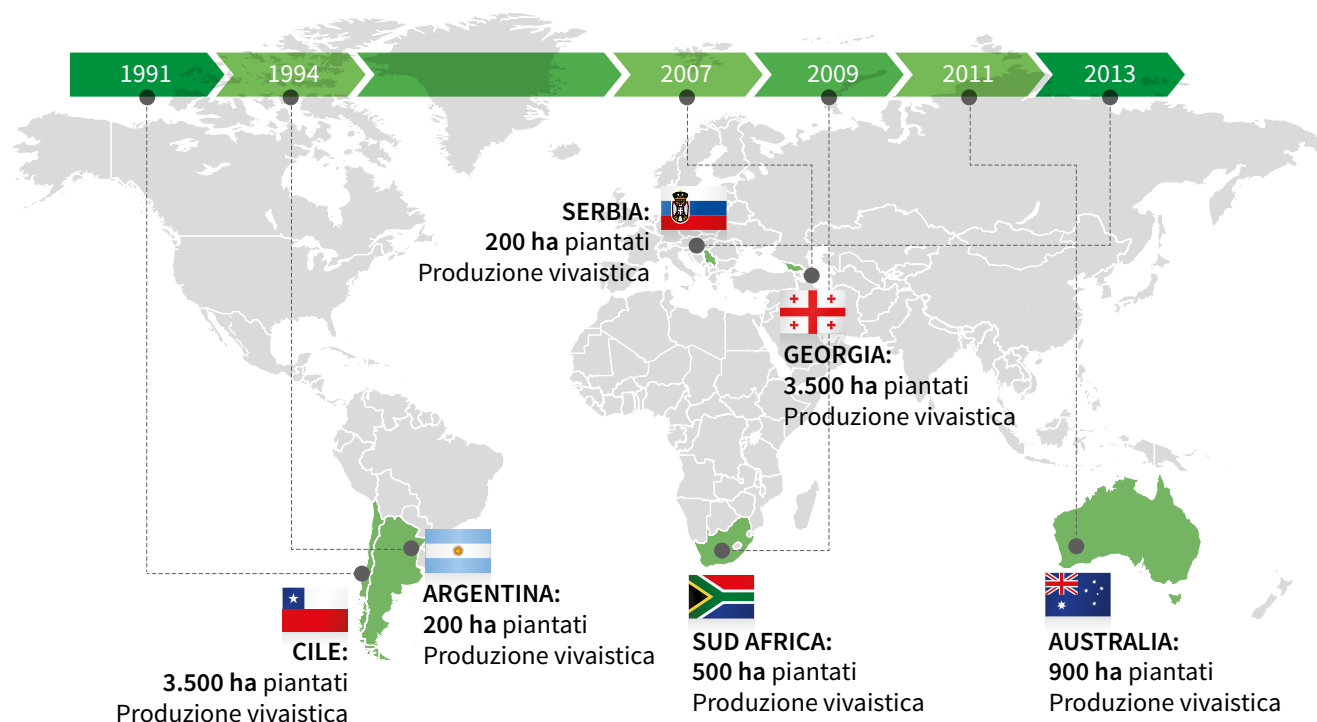 1991
1994
2007
2009
2011
2013
SERBIA:
200 ha piantati
Produzione vivaistica
GEORGIA:
3.500 ha piantati
Produzione vivaistica
CILE:
3.500 ha piantati
Produzione vivaistica
ARGENTINA:
200 ha piantati
Produzione vivaistica
SUD AFRICA:
500 ha piantati
Produzione vivaistica
AUSTRALIA:
900 ha piantati
Produzione vivaistica